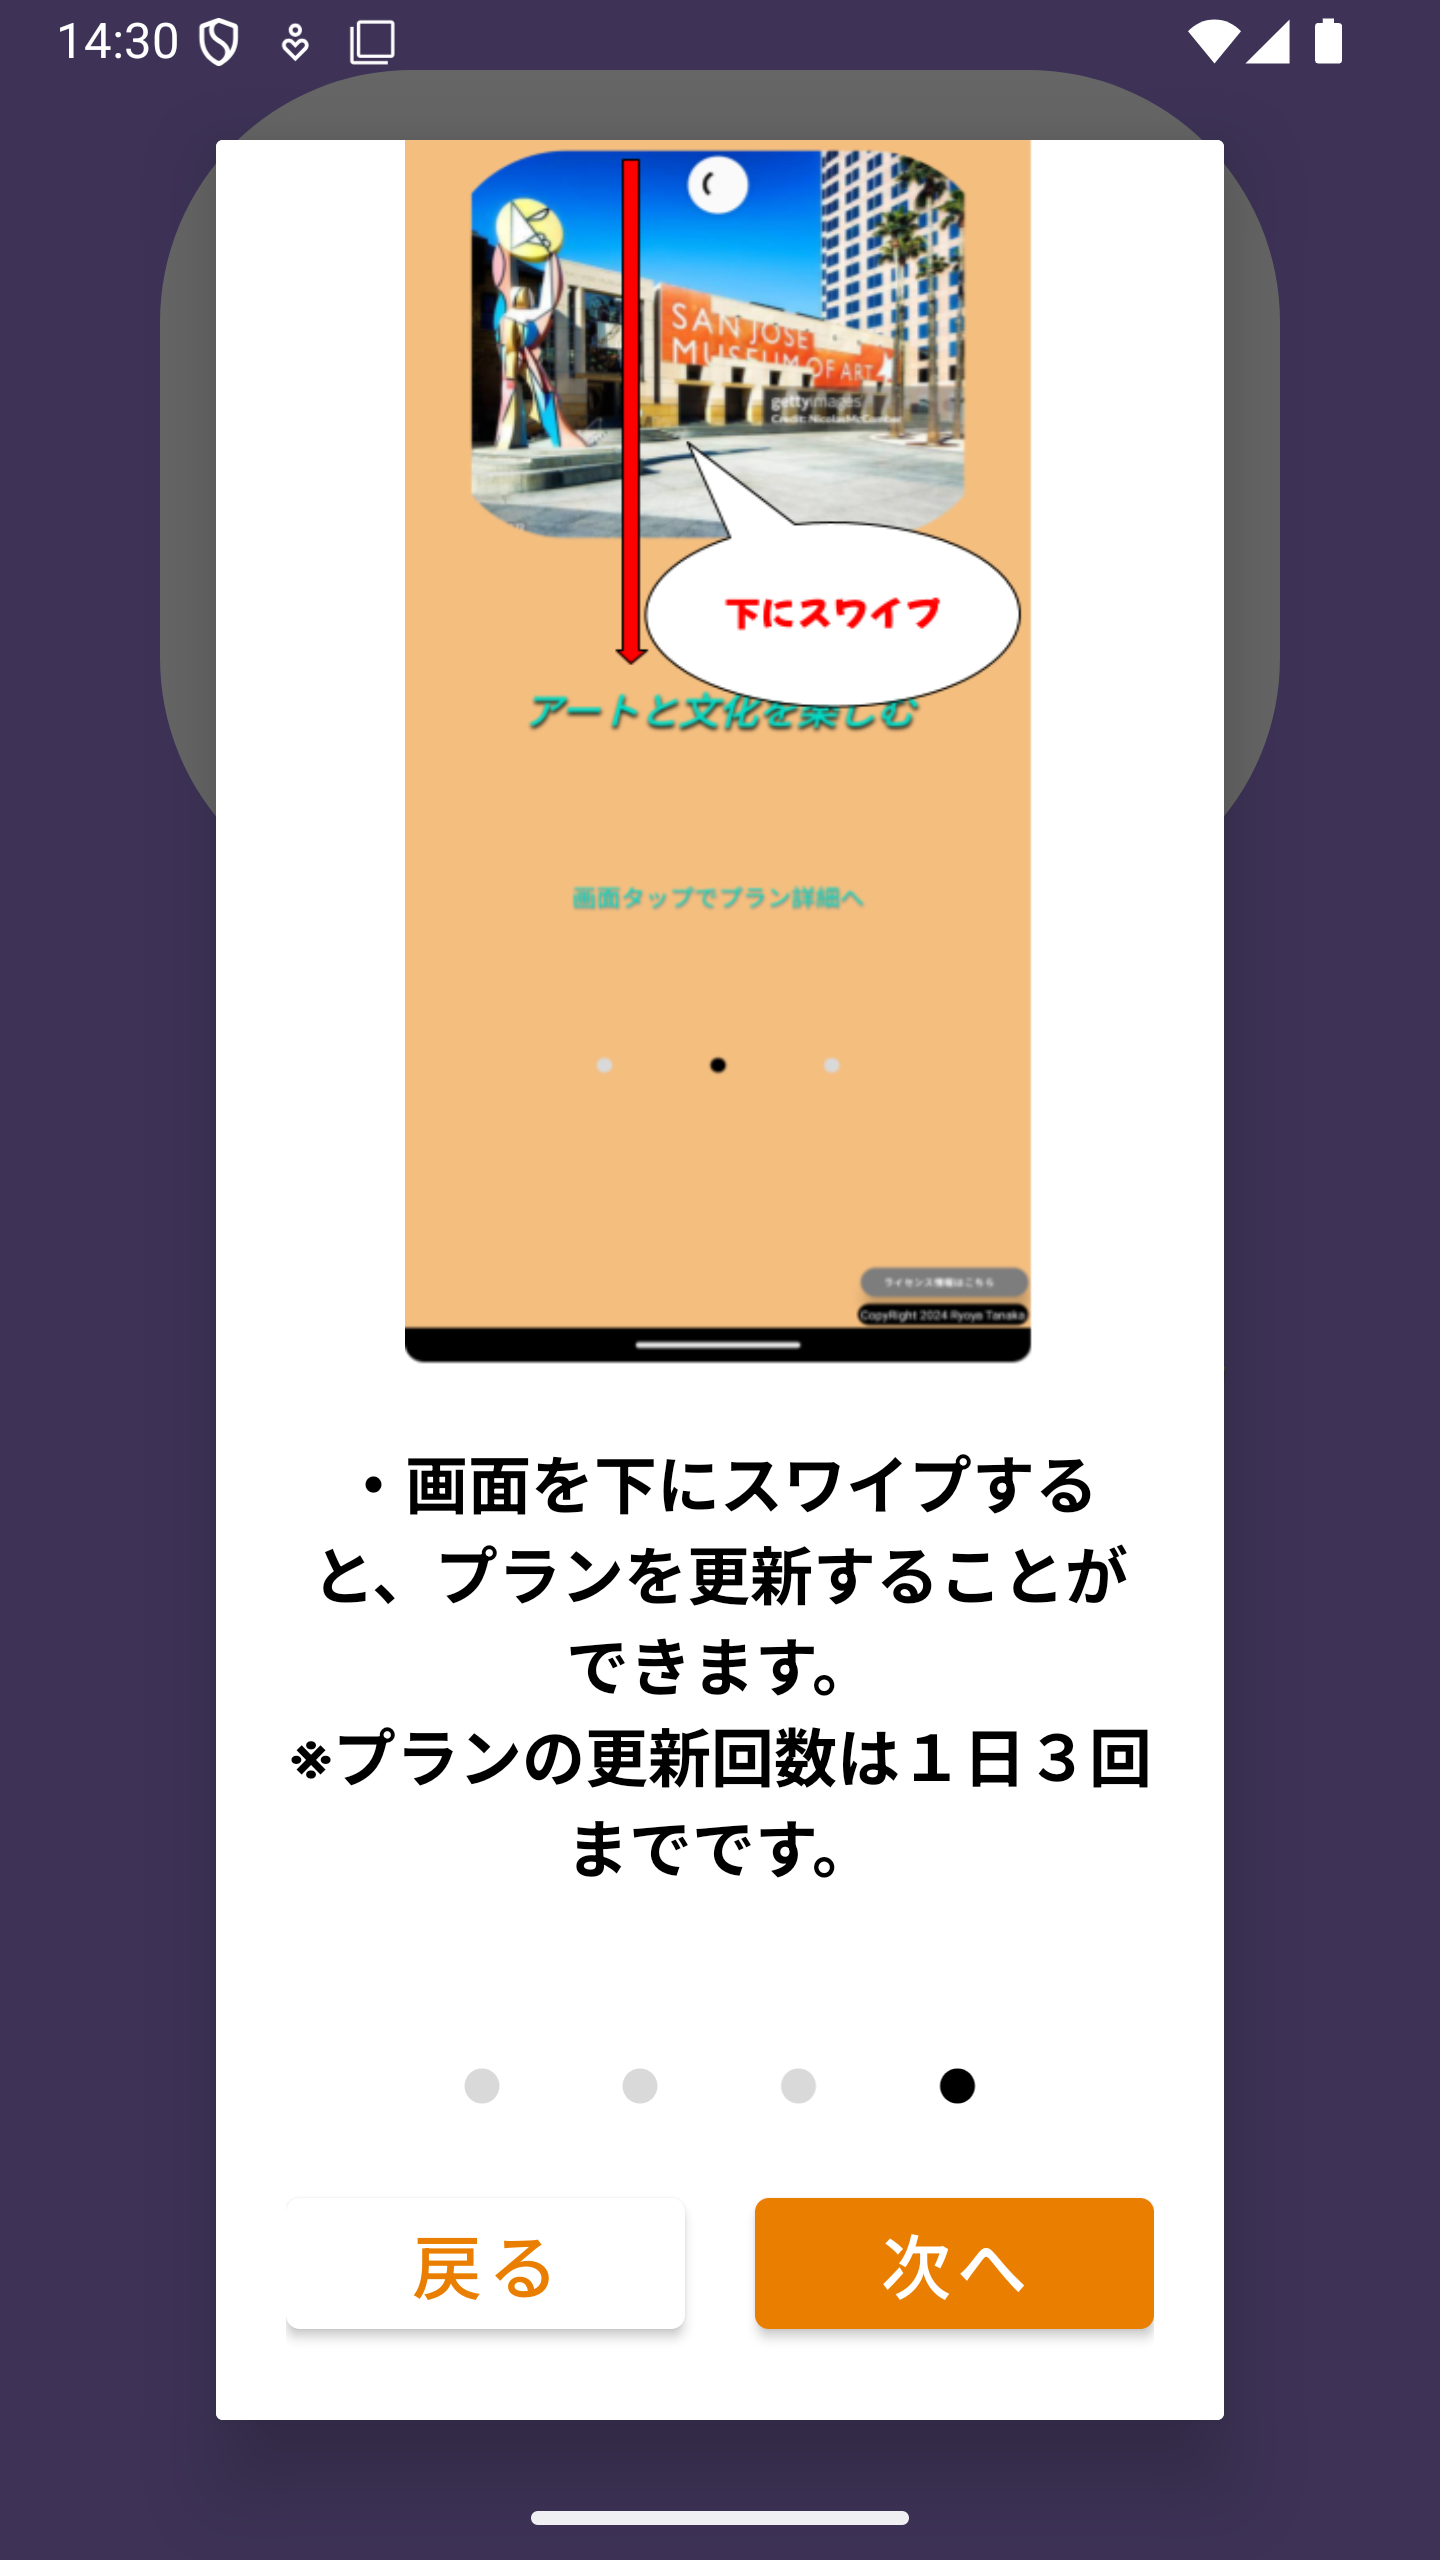 14:30
SAN JOSE
MUSEUM OF ART
gettyimages
下にスワイプ
アートと文化を楽しむ
画面タップでプラン詳細へ
ライセンス情報はこちら
CopyRight 2024 Ryoya Tanaka
・画面を下にスワイプする
と、プランを更新することが
できます。
※プランの更新回数は１日３回
までです。
戻る
次へ